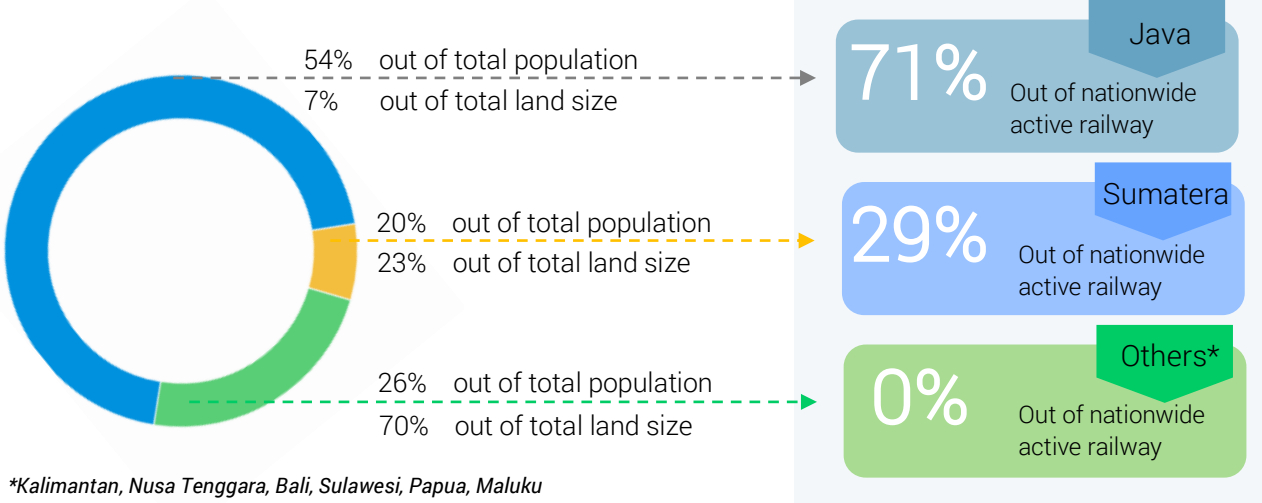 54% out of total population
7% out of total land size
Java
71%
Out of nationwide
active railway
20% out of total population
23% out of total land size
Sumatera
29%
Out of nationwide
active railway
26% out of total population
70% out of total land size
Others*
0%
Out of nationwide
active railway
*Kalimantan, Nusa Tenggara, Bali, Sulawesi, Papua, Maluku